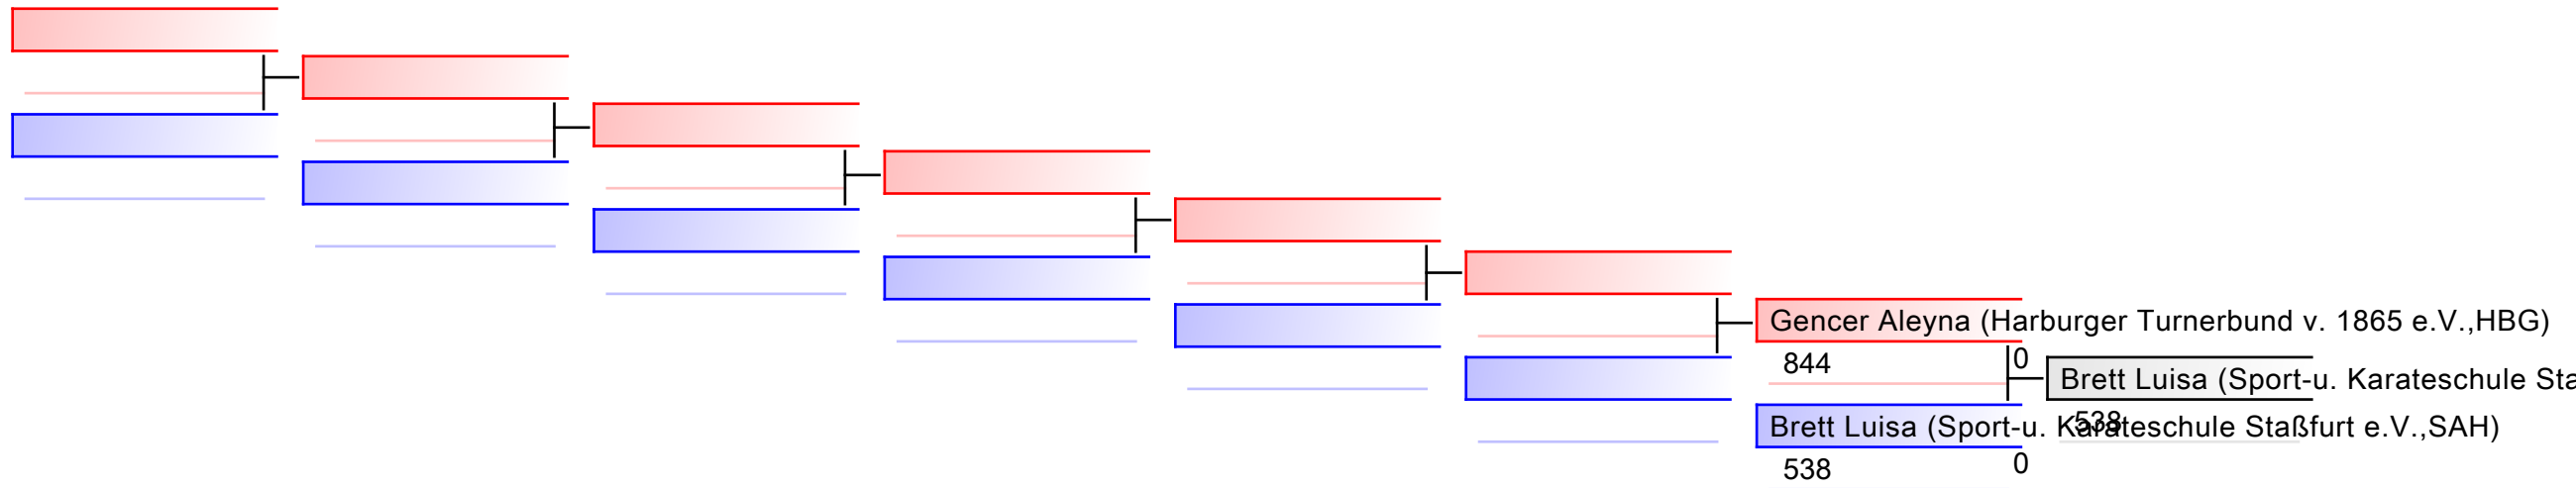 Gencer Aleyna (Harburger Turnerbund v. 1865 e.V.,HBG)
844 0
Brett Luisa (Sport-u. Karateschule Sta
538
Brett Luisa (Sport-u. Karateschule Staßfurt e.V.,SAH)
538 0